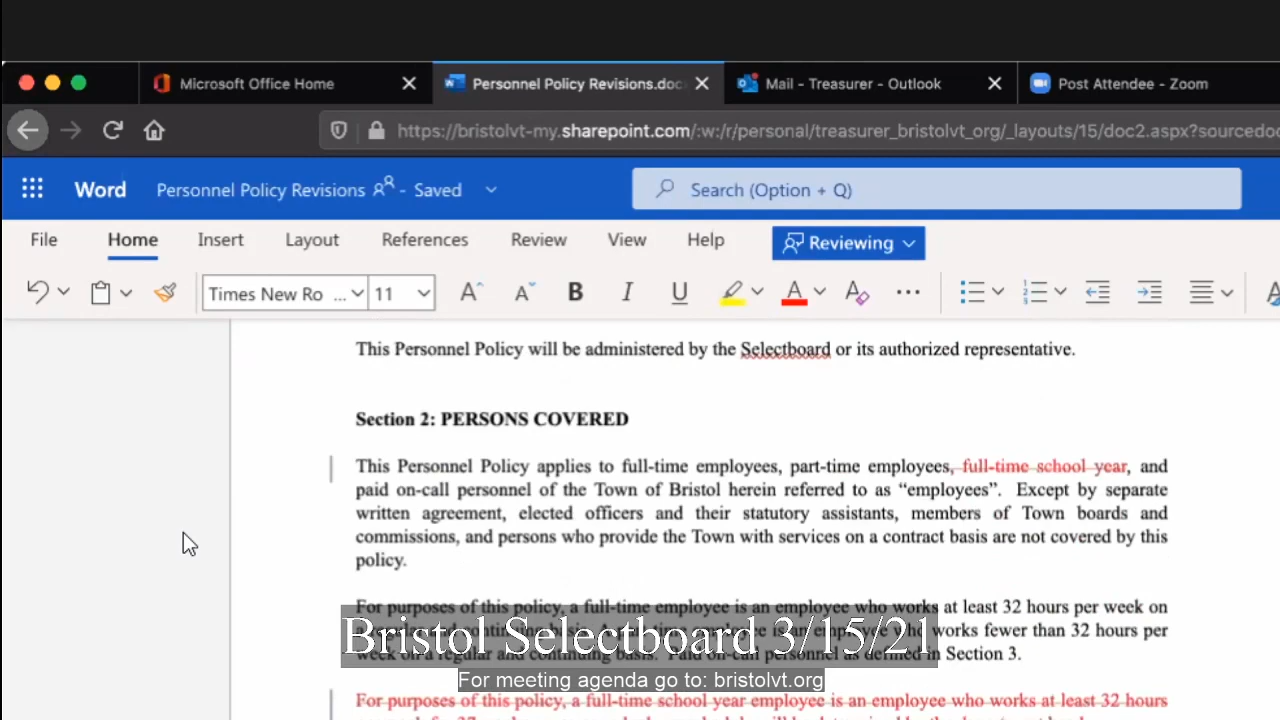 Microsoft Office Home
Personnel Policy Revisions.doc
Mail - Treasurer - Outlook
Post Attendee - Zoom
https://bristolvt-my.sharepoint.com/:w:/r/personal/treasurer_bristolvt_org/_layouts/15/doc2.aspx?sourcedoc
Word Personnel Policy Revisions - Saved
Search (Option + Q)
File Home Insert Layout References Review View Help Reviewing
Times New Ro ... 11
This Personnel Policy will be administered by the Selectboard or its authorized representative.
Section 2: PERSONS COVERED
This Personnel Policy applies to full-time employees, part-time employees, full-time school year, and
paid on-call personnel of the Town of Bristol herein referred to as “employees”. Except by separate
written agreement, elected officers and their statutory assistants, members of Town boards and
commissions, and persons who provide the Town with services on a contract basis are not covered by this
policy.
For purposes of this policy, a full-time employee is an employee who works at least 32 hours per week on
employee is an employee who works fewer than 32 hours per
week on a regular and continuing basis. Paid on-call personnel as defined in Section 3.
Bristol Selectboard 3/15/21
For meeting agenda go to: bristolvt.org
For purposes of this policy, a full-time school year employee is an employee who works at least 32 hours